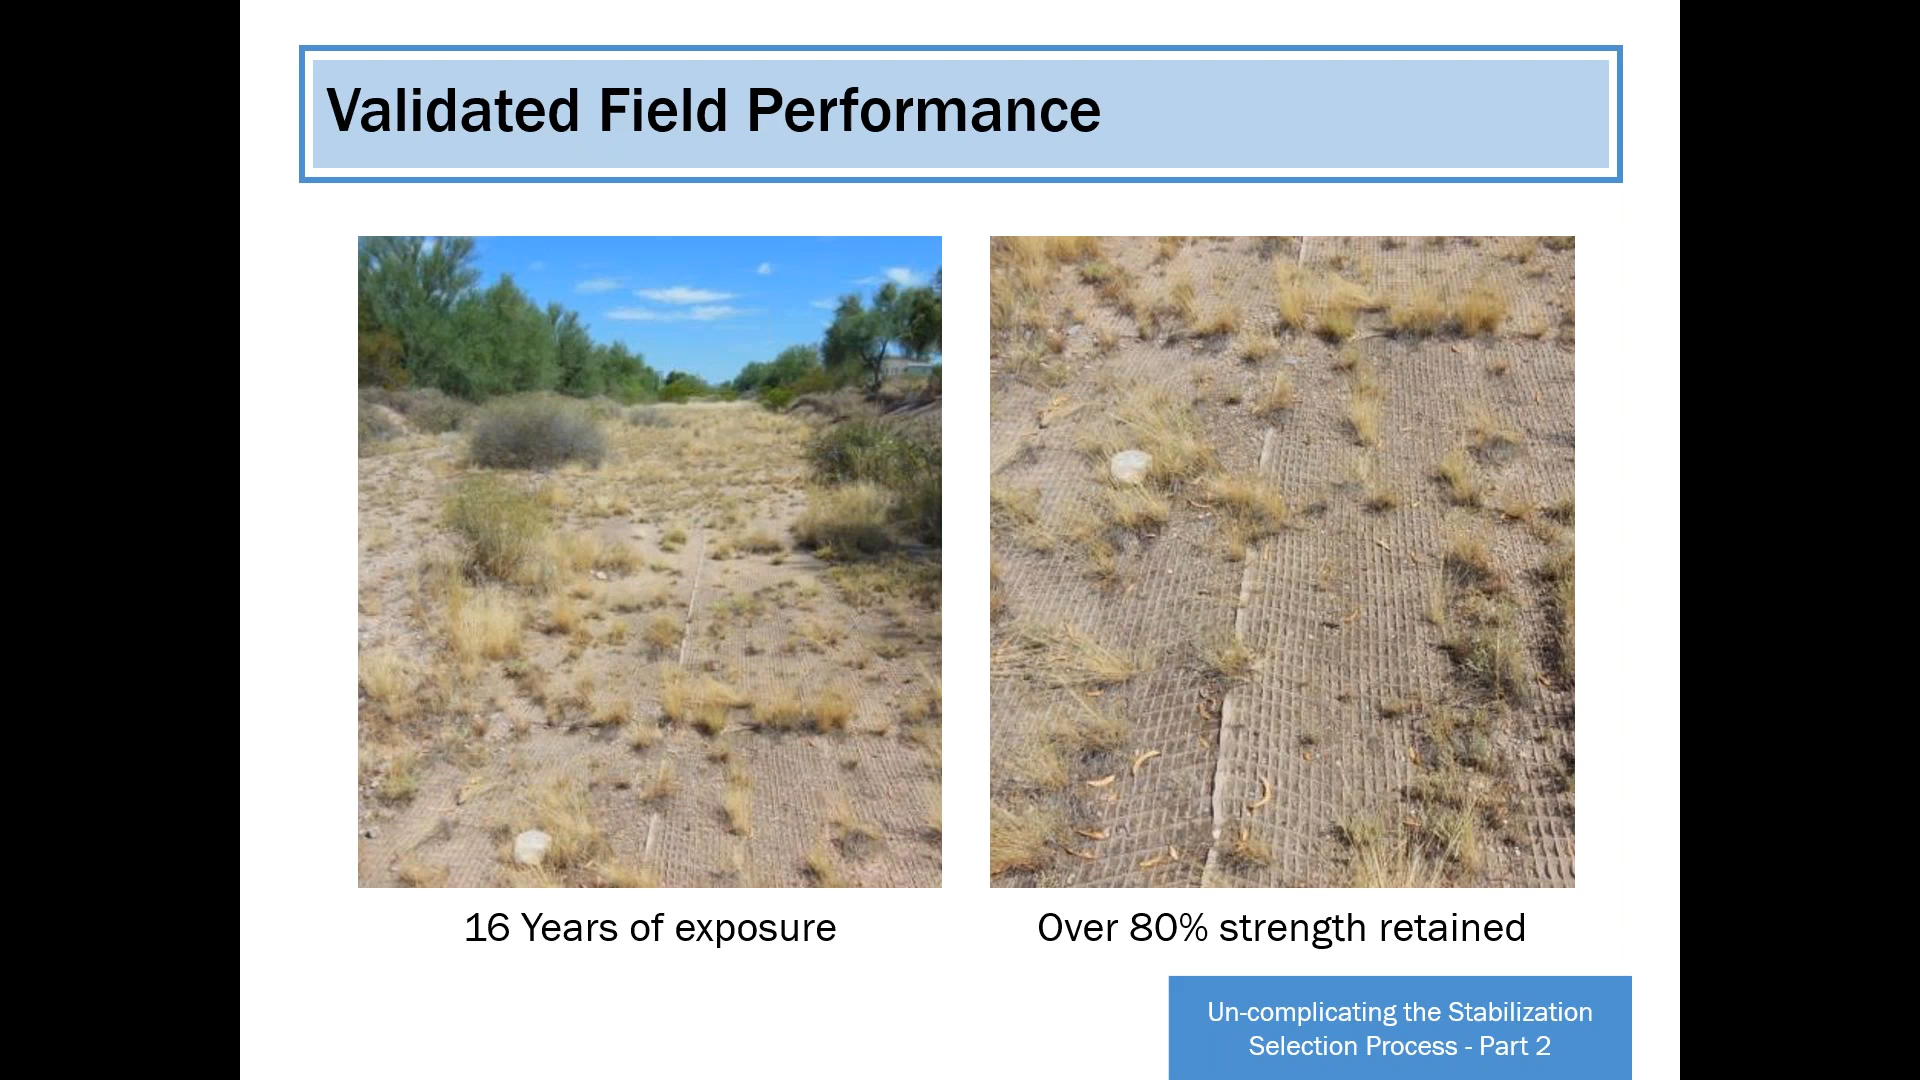 Validated Field Performance
16 Years of exposure
Over 80% strength retained
Un-complicating the Stabilization
Selection Process - Part 2